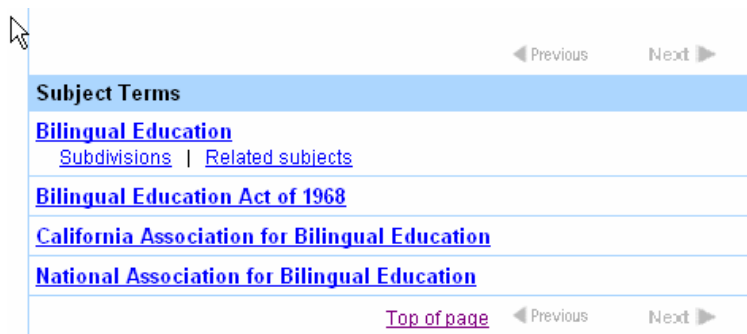 Previous Next
Subject Terms
Bilingual Education
Subdivisions | Related subjects
Bilingual Education Act of 1968
California Association for Bilingual Education
National Association for Bilingual Education
Top of page Previous Next